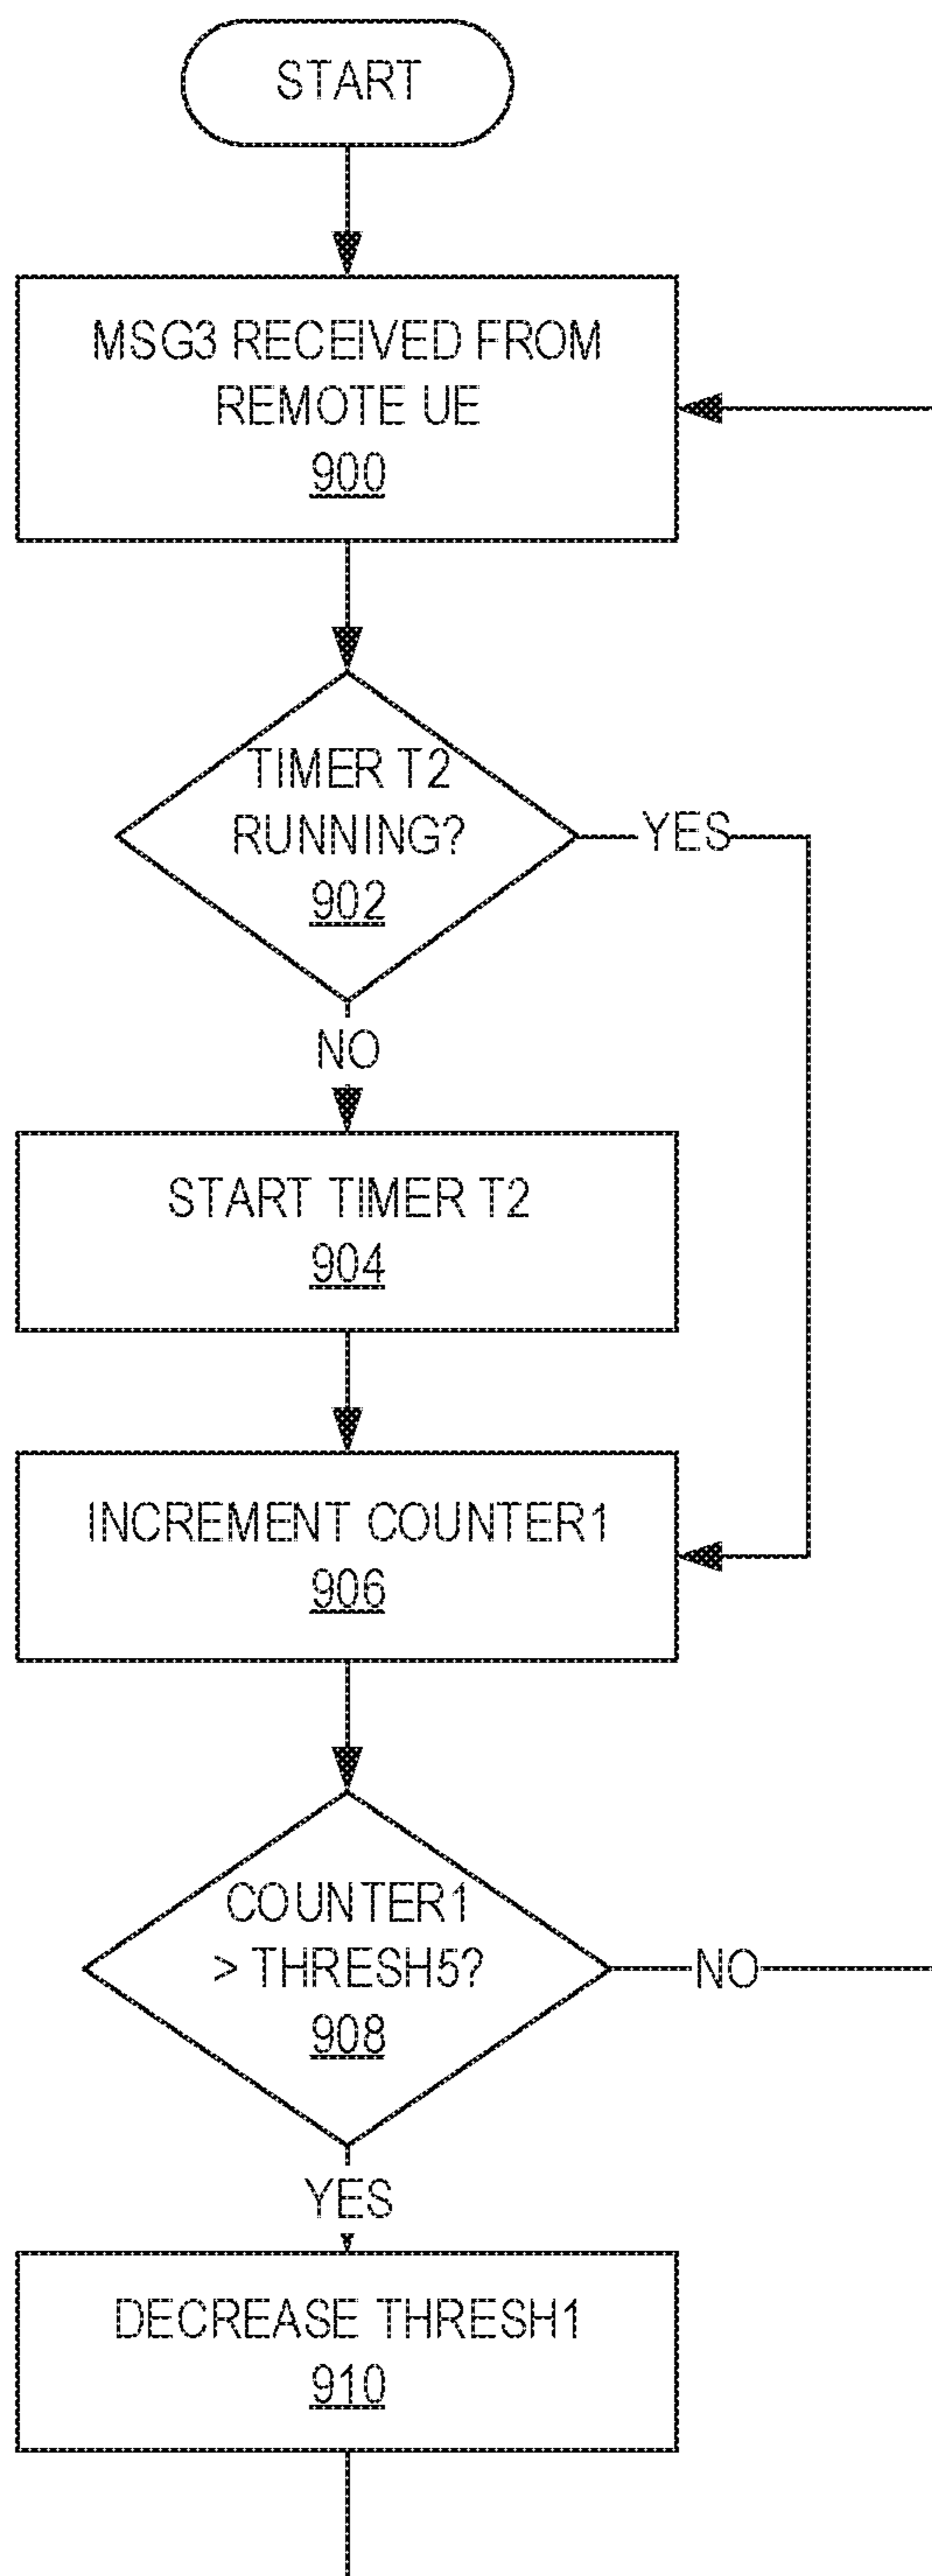 START
MSG3 RECEIVED FROM
REMOTE UE
900
TIMER T2
RUNNING?
902
YES
NO
START TIMER T2
904
INCREMENT COUNTER1
906
COUNTER1
> THRESH5?
908
NO
YES
DECREASE THRESH1
910